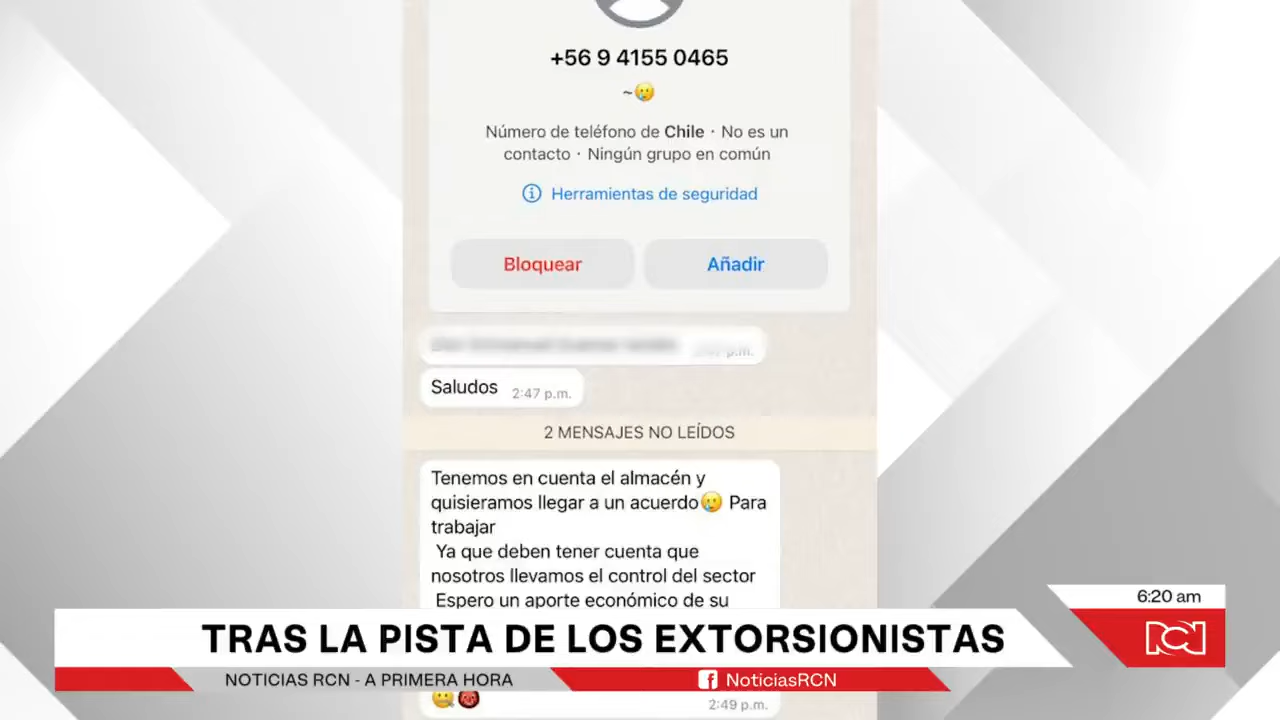 +56 9 4155 0465
~🥲
Número de teléfono de Chile · No es un
contacto · Ningún grupo en común
Herramientas de seguridad
Bloquear
Añadir
Saludos 2:47 p.m.
2 MENSAJES NO LEÍDOS
Tenemos en cuenta el almacén y
quisieramos llegar a un acuerdo🥲 Para
trabajar
Ya que deben tener cuenta que
nosotros llevamos el control del sector
Espero un aporte económico de su
2:49 p.m.
6:20 am
TRAS LA PISTA DE LOS EXTORSIONISTAS
RCN
NOTICIAS RCN - A PRIMERA HORA
NoticiasRCN